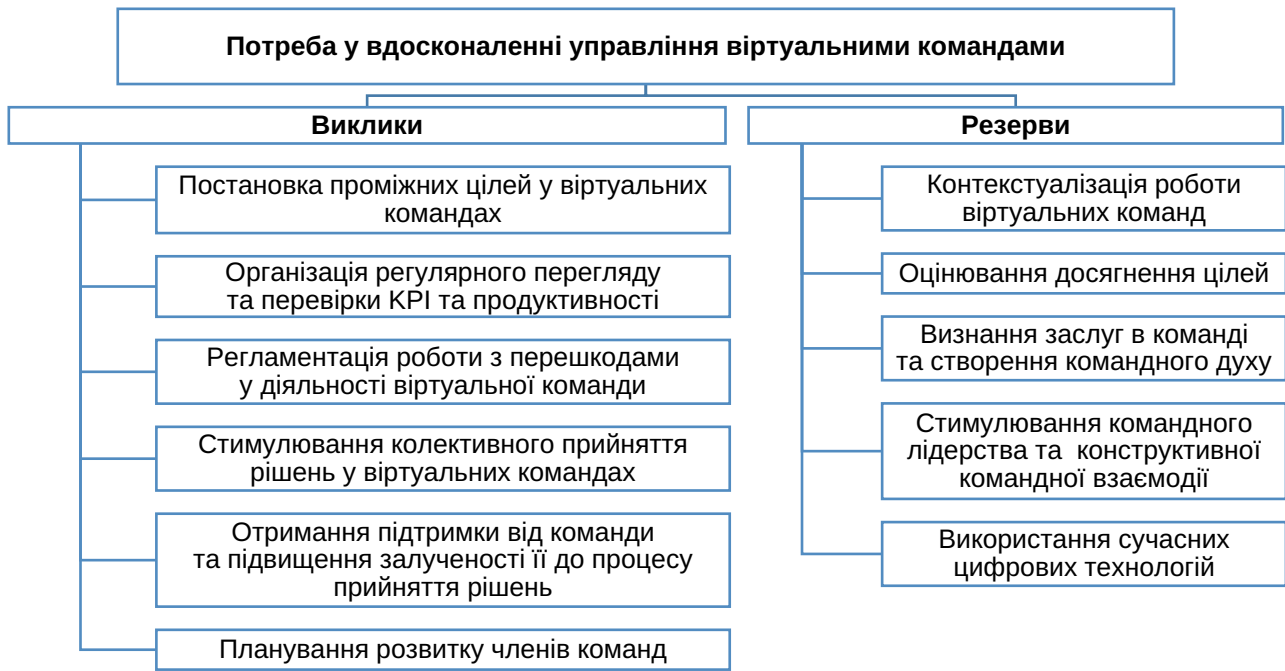 Потреба у вдосконаленні управління віртуальними командами
Виклики
Постановка проміжних цілей у віртуальних
командах
Організація регулярного перегляду
та перевірки KPI та продуктивності
Регламентація роботи з перешкодами
у діяльності віртуальної команди
Стимулювання колективного прийняття
рішень у віртуальних командах
Отримання підтримки від команди
та підвищення залученості її до процесу
прийняття рішень
Планування розвитку членів команд
Резерви
Контекстуалізація роботи
віртуальних команд
Оцінювання досягнення цілей
Визнання заслуг в команді
та створення командного духу
Стимулювання командного
лідерства та  конструктивної
командної взаємодії
Використання сучасних
цифрових технологій